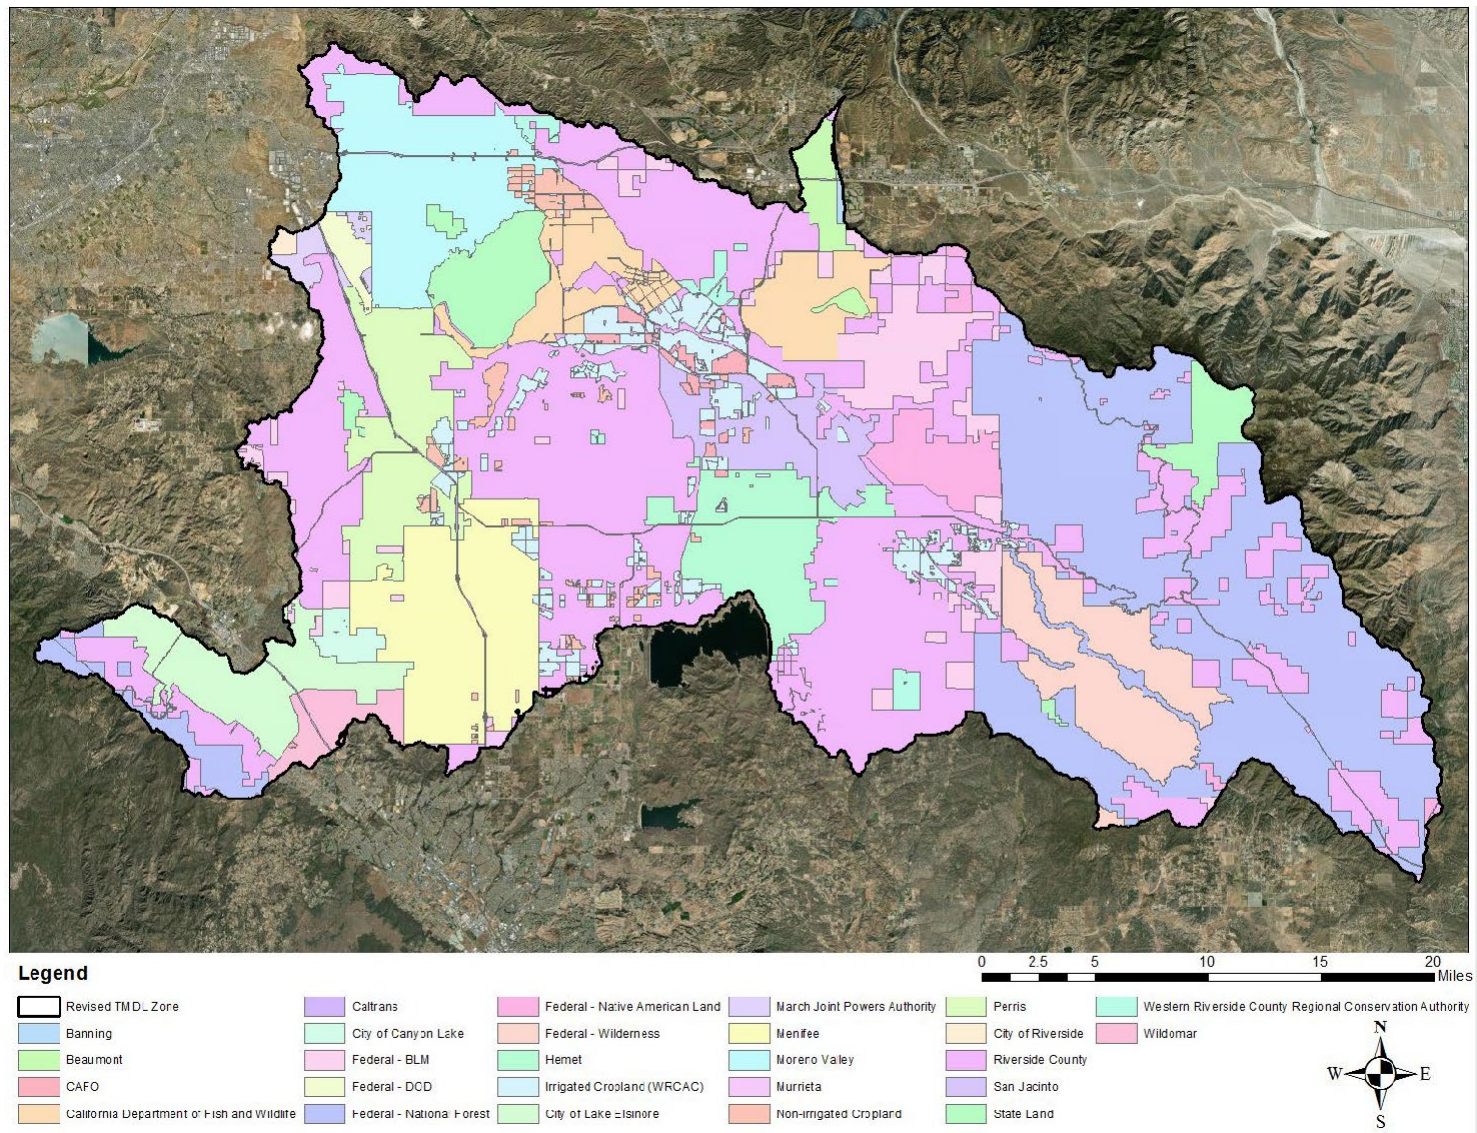 0 2.5 5 10 15 20
Miles
Legend
Revised TMDL Zone
Banning
Beaumont
CAFO
California Department of Fish and Wildlife
Caltrans
City of Canyon Lake
Federal - BLM
Federal - DOD
Federal - National Forest
Federal - Native American Land
Federal - Wilderness
Hemet
Irrigated Cropland (WRCAC)
City of Lake Elsinore
March Joint Powers Authority
Menifee
Moreno Valley
Murrieta
Non-irrigated Cropland
Perris
City of Riverside
Riverside County
San Jacinto
State Land
Western Riverside County Regional Conservation Authority
Wildomar
N
W E
S